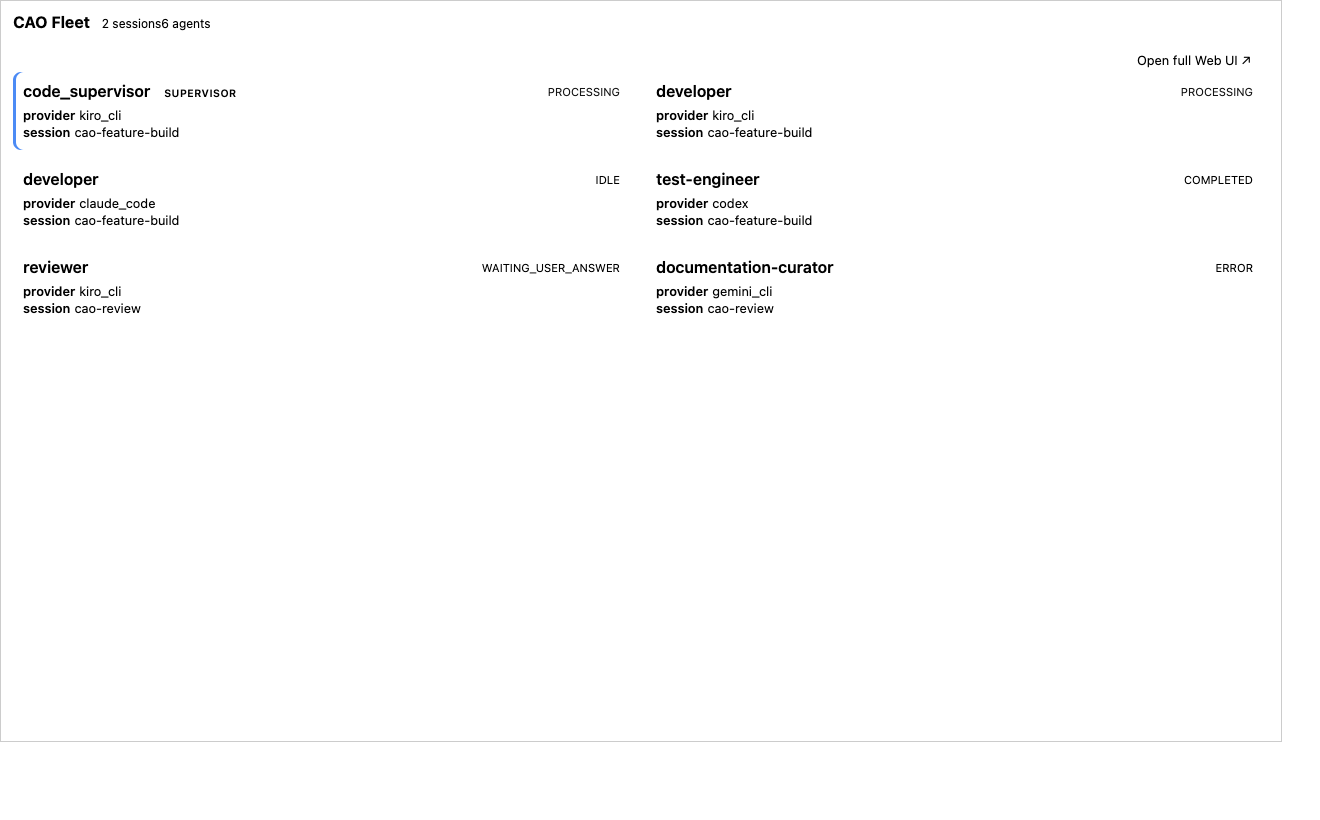 CAO Fleet 2 sessions6 agents
Open full Web UI ↗
code_supervisor SUPERVISOR PROCESSING
provider kiro_cli
session cao-feature-build
developer PROCESSING
provider kiro_cli
session cao-feature-build
developer IDLE
provider claude_code
session cao-feature-build
test-engineer COMPLETED
provider codex
session cao-feature-build
reviewer WAITING_USER_ANSWER
provider kiro_cli
session cao-review
documentation-curator ERROR
provider gemini_cli
session cao-review